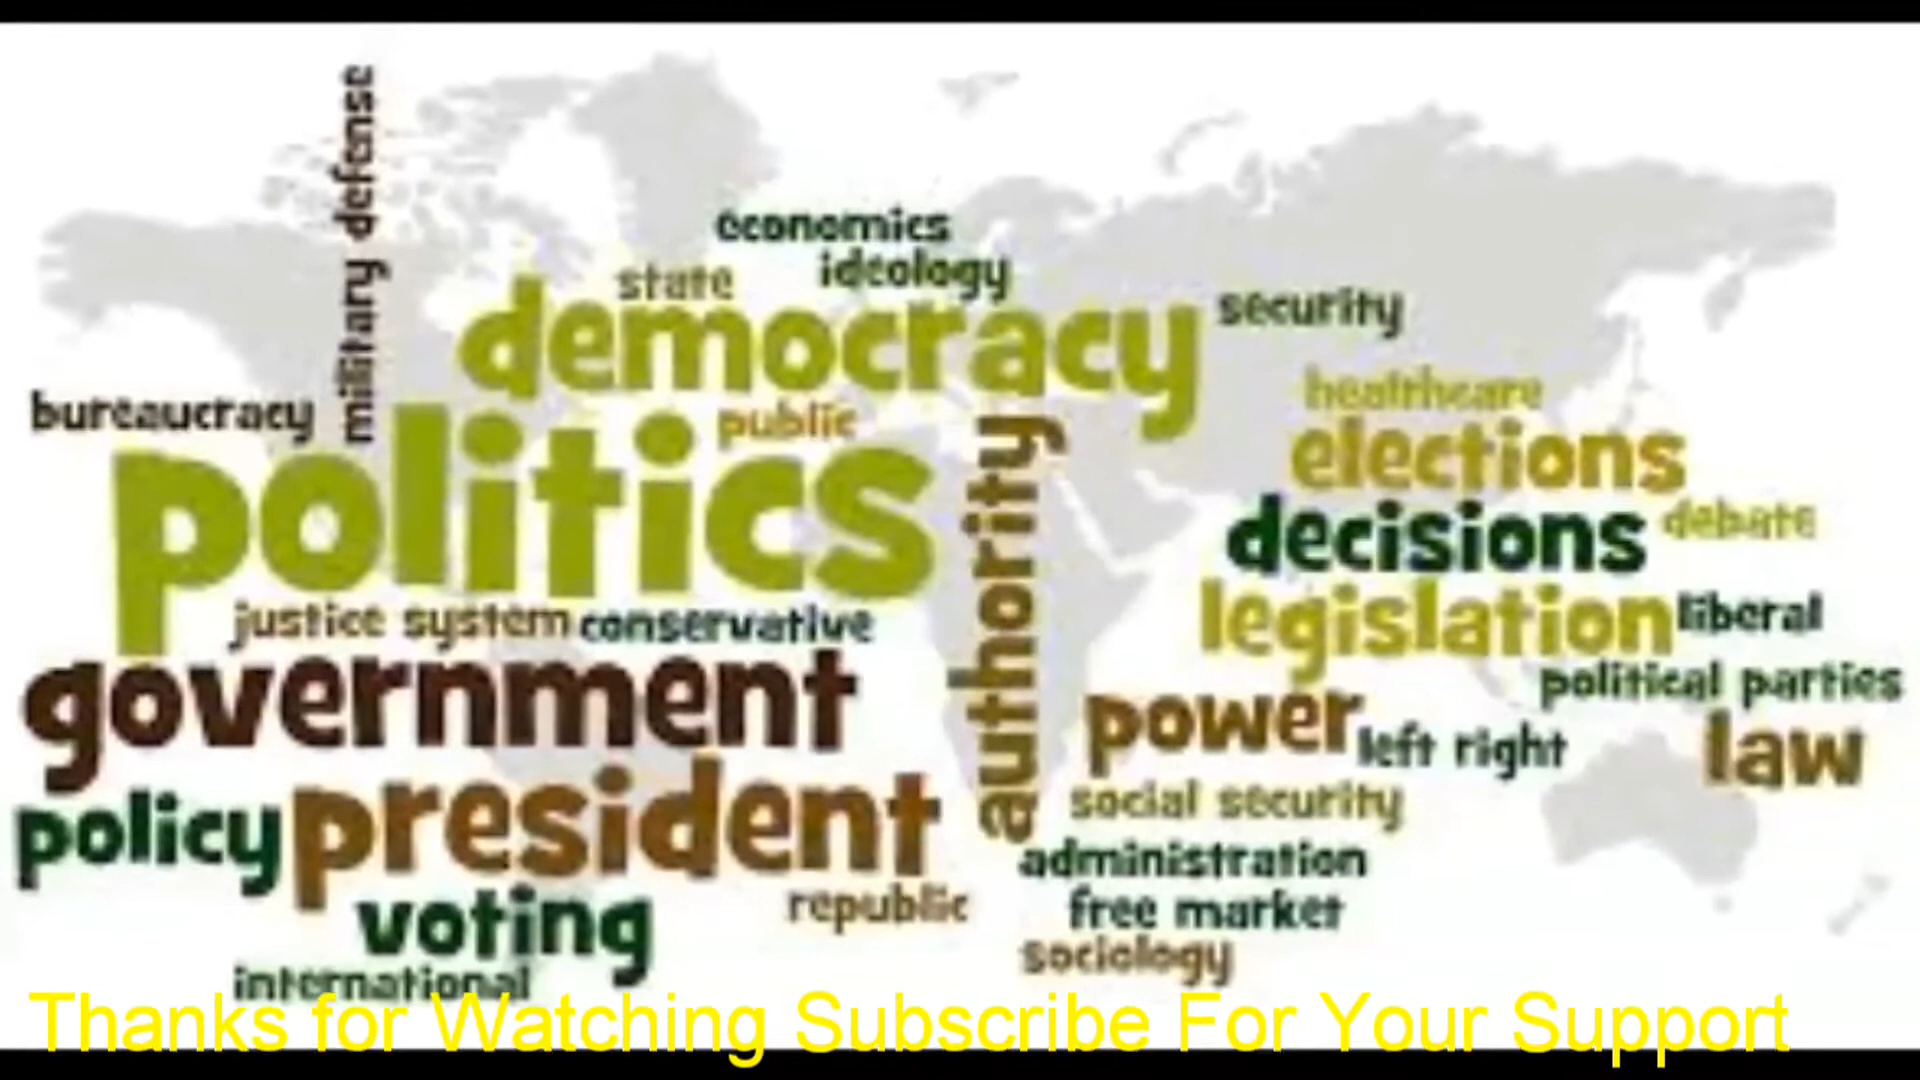 military defense
economics
ideology
state
democracy
security
bureaucracy
public
healthcare
politics
authority
elections
decisions
debate
justice system
conservative
legislation
liberal
government
political parties
power
left right
law
policy
president
social security
administration
voting
republic
free market
sociology
international
Thanks for Watching Subscribe For Your Support